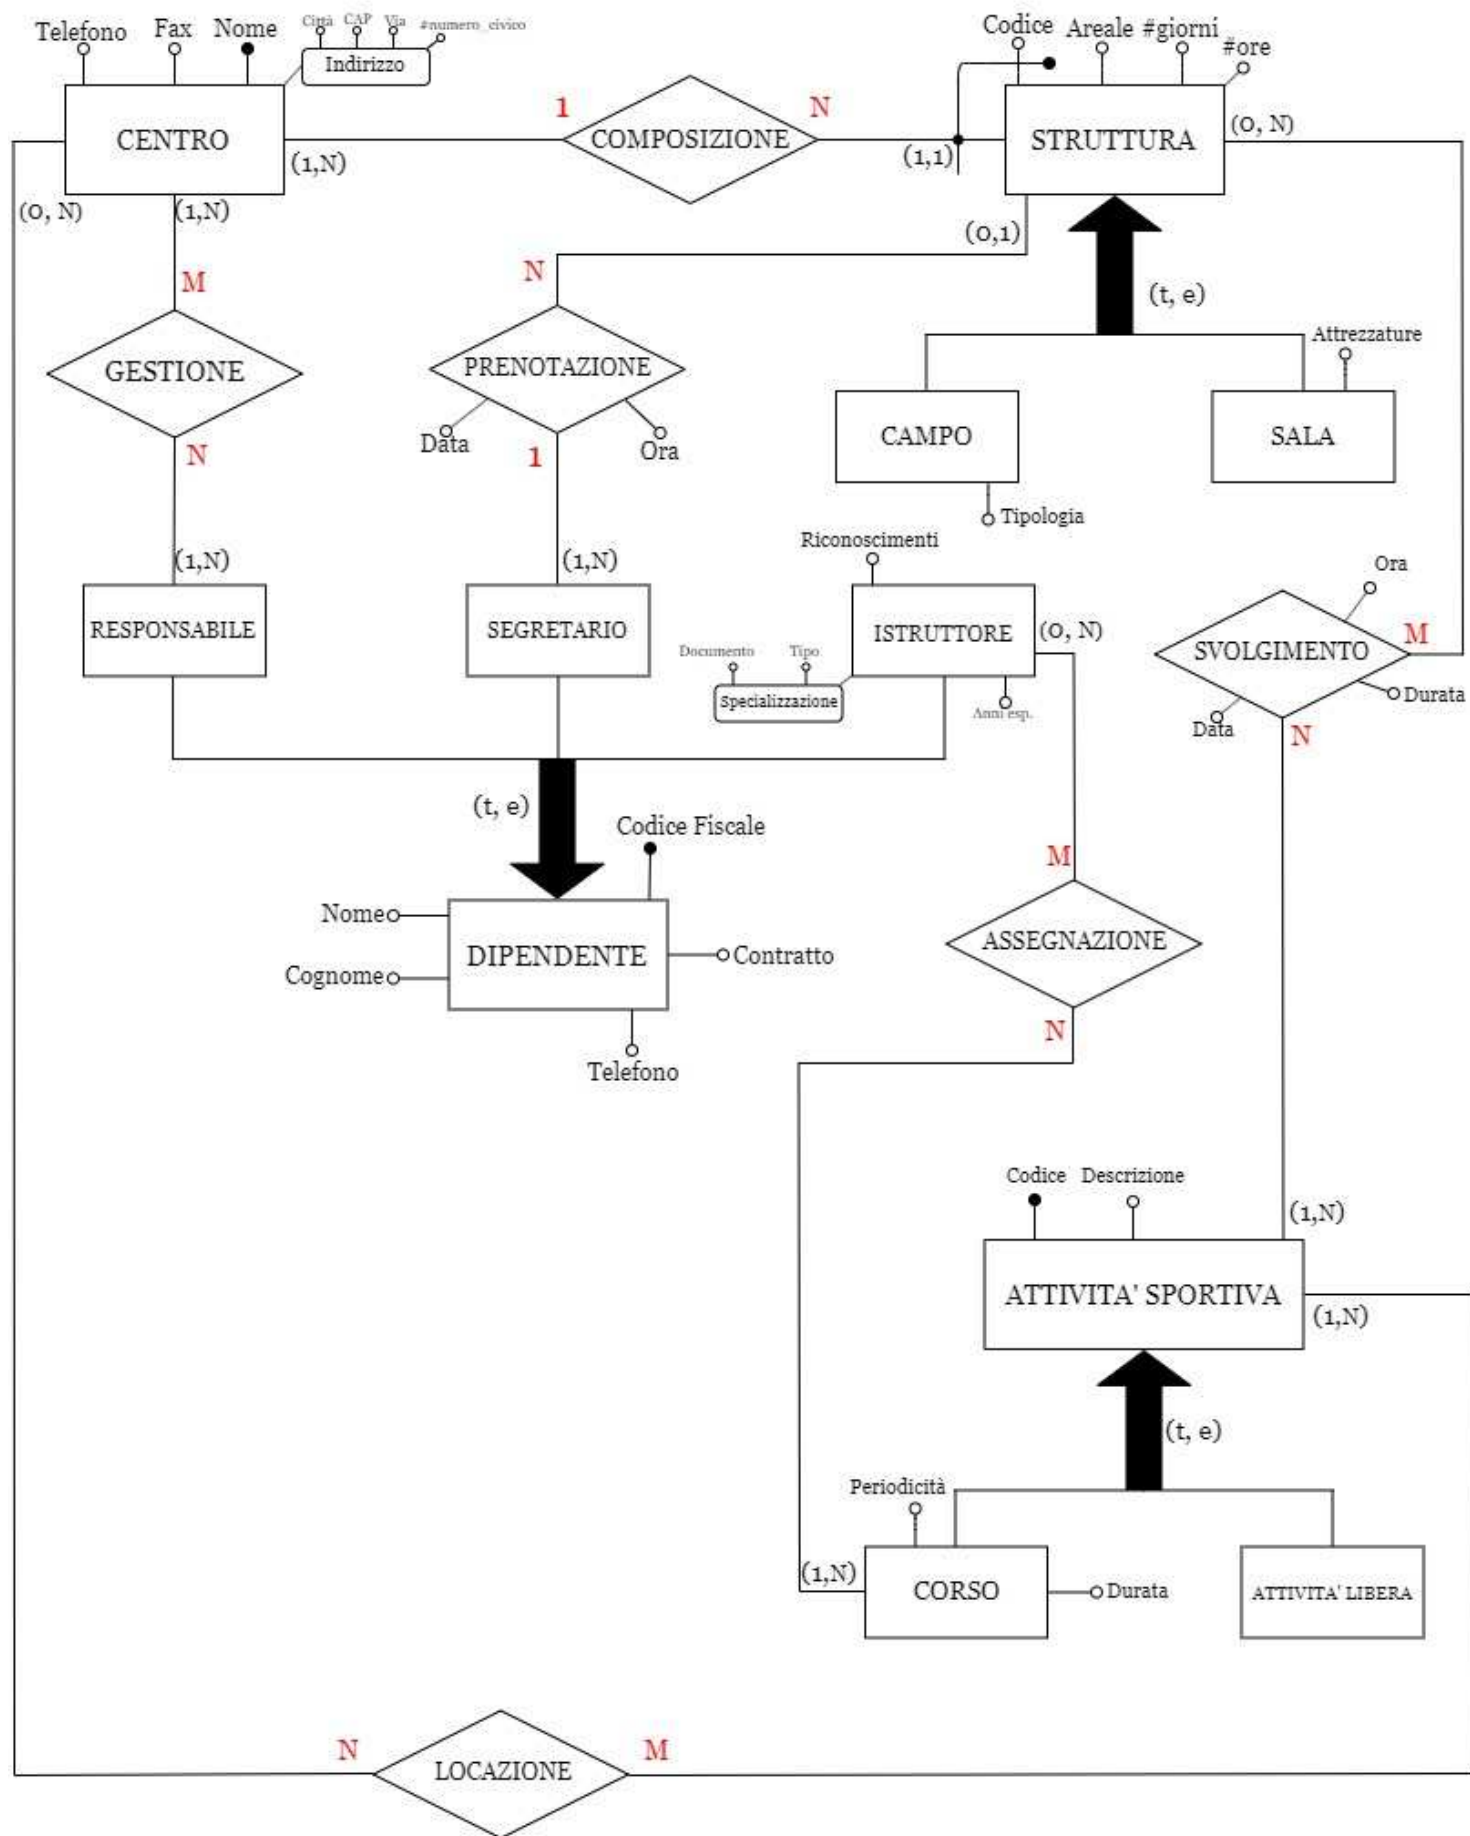 Telefono Fax Nome Città CAP Via #numero_civico
Indirizzo
Codice Areale #giorni
#ore
CENTRO
1
COMPOSIZIONE
N
STRUTTURA
(0, N)
(1,N)
(1,1)
(0, N)
(1,N)
(0,1)
M
N
(t, e)
GESTIONE
PRENOTAZIONE
Attrezzature
Data
Ora
CAMPO
SALA
N
1
Tipologia
Riconoscimenti
(1,N)
(1,N)
Ora
RESPONSABILE
SEGRETARIO
ISTRUTTORE
(0, N)
M
Documento Tipo
SVOLGIMENTO
Specializzazione
Anni esp.
Durata
Data
N
(t, e)
Codice Fiscale
M
Nome
DIPENDENTE
Contratto
Cognome
ASSEGNAZIONE
N
Telefono
Codice Descrizione
(1,N)
ATTIVITA' SPORTIVA
(1,N)
(t, e)
Periodicità
(1,N)
CORSO
Durata
ATTIVITA' LIBERA
N
LOCAZIONE
M